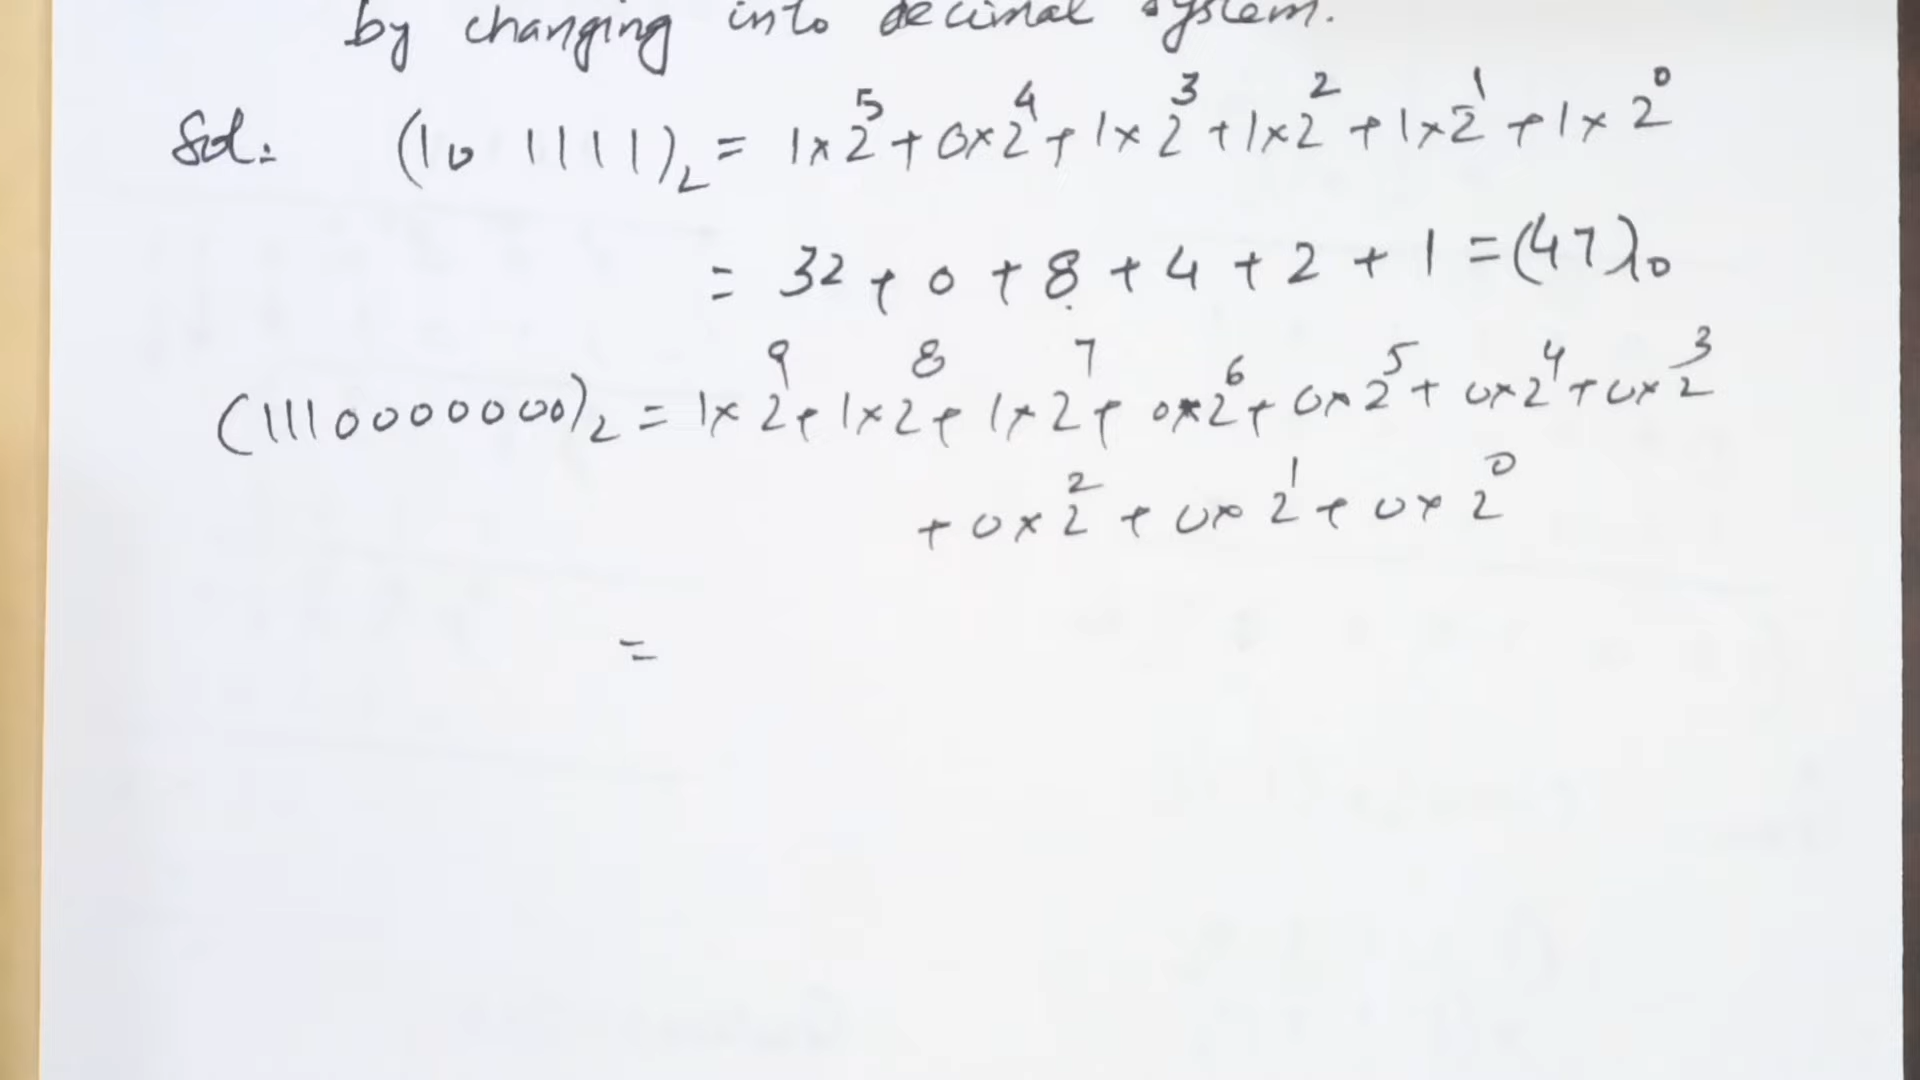 by changing into decimal system.
Sol: (101111)₂ = 1×2⁵ + 0×2⁴ + 1×2³ + 1×2² + 1×2¹ + 1×2⁰
= 32 + 0 + 8 + 4 + 2 + 1 = (47)₁₀
(1110000000)₂ = 1×2⁹ + 1×2⁸ + 1×2⁷ + 0×2⁶ + 0×2⁵ + 0×2⁴ + 0×2³
+ 0×2² + 0×2¹ + 0×2⁰
=